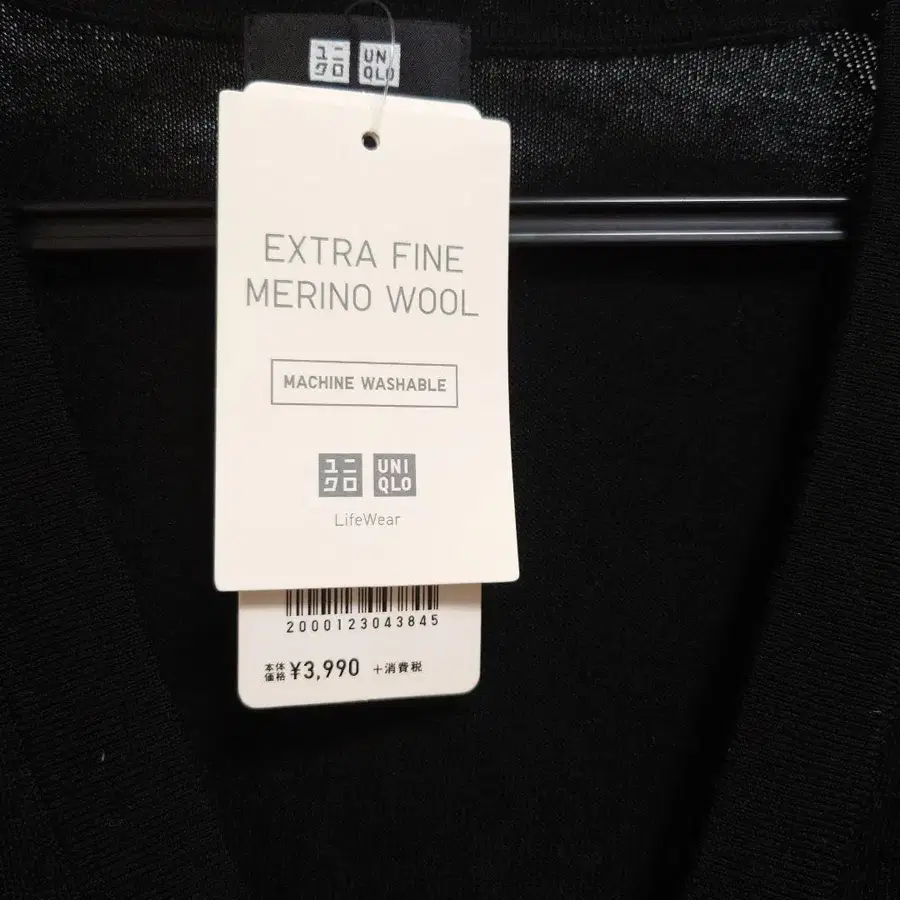 ユニ UNI
クロ QLO
EXTRA FINE
MERINO WOOL
MACHINE WASHABLE
ユニ UNI
クロ QLO
LifeWear
2000123043845
本体
価格 ¥3,990 +消費税